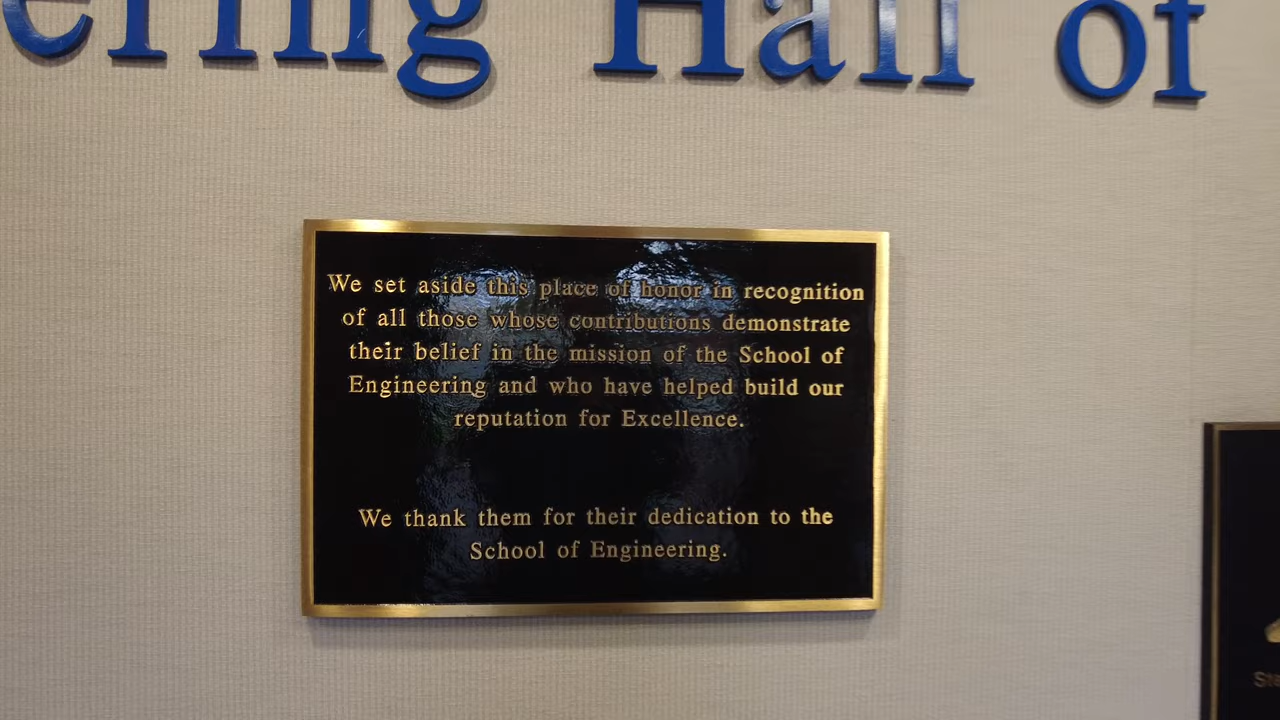 ering Hall of
We set aside this place of honor in recognition
of all those whose contributions demonstrate
their belief in the mission of the School of
Engineering and who have helped build our
reputation for Excellence.
We thank them for their dedication to the
School of Engineering.
Ste